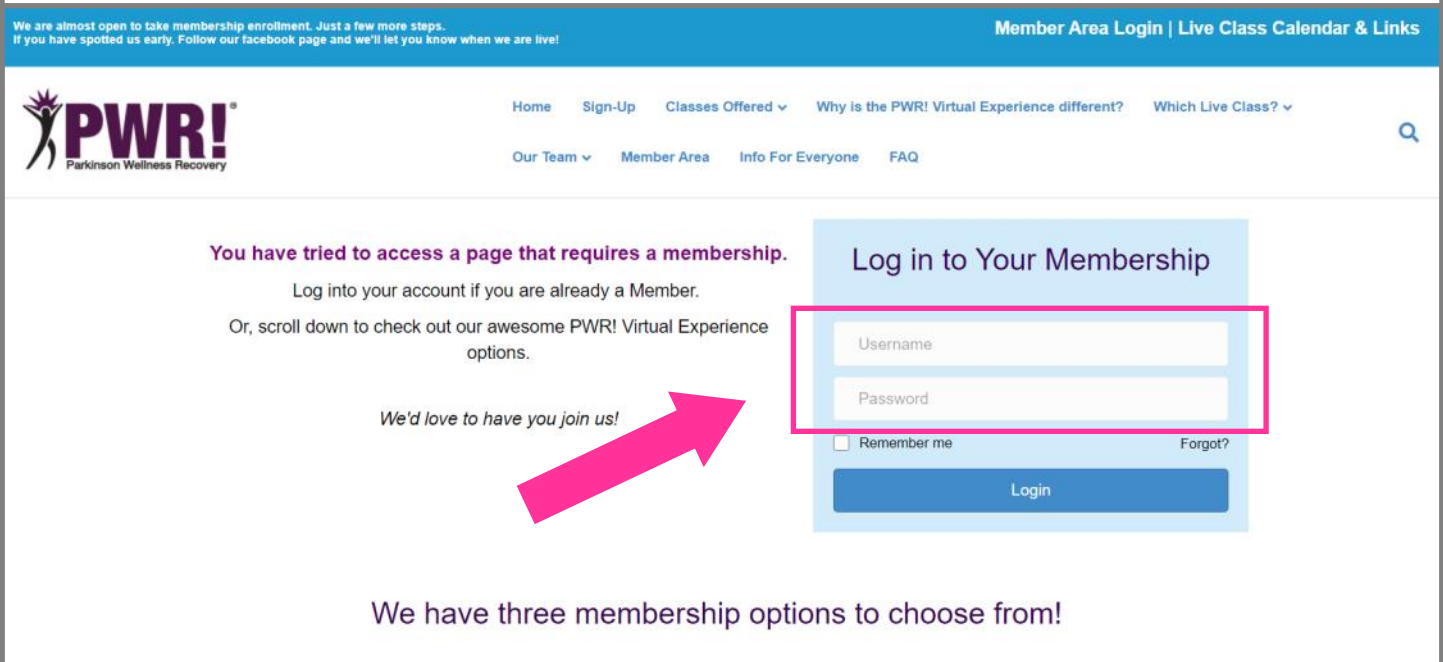 We are almost open to take membership enrollment. Just a few more steps.
If you have spotted us early. Follow our facebook page and we'll let you know when we are live!
Member Area Login | Live Class Calendar & Links
PWR!®
Parkinson Wellness Recovery
Home Sign-Up Classes Offered Why is the PWR! Virtual Experience different? Which Live Class?
Our Team Member Area Info For Everyone FAQ
You have tried to access a page that requires a membership.
Log into your account if you are already a Member.
Or, scroll down to check out our awesome PWR! Virtual Experience
options.
We'd love to have you join us!
Log in to Your Membership
Username
Password
Remember me Forgot?
Login
We have three membership options to choose from!